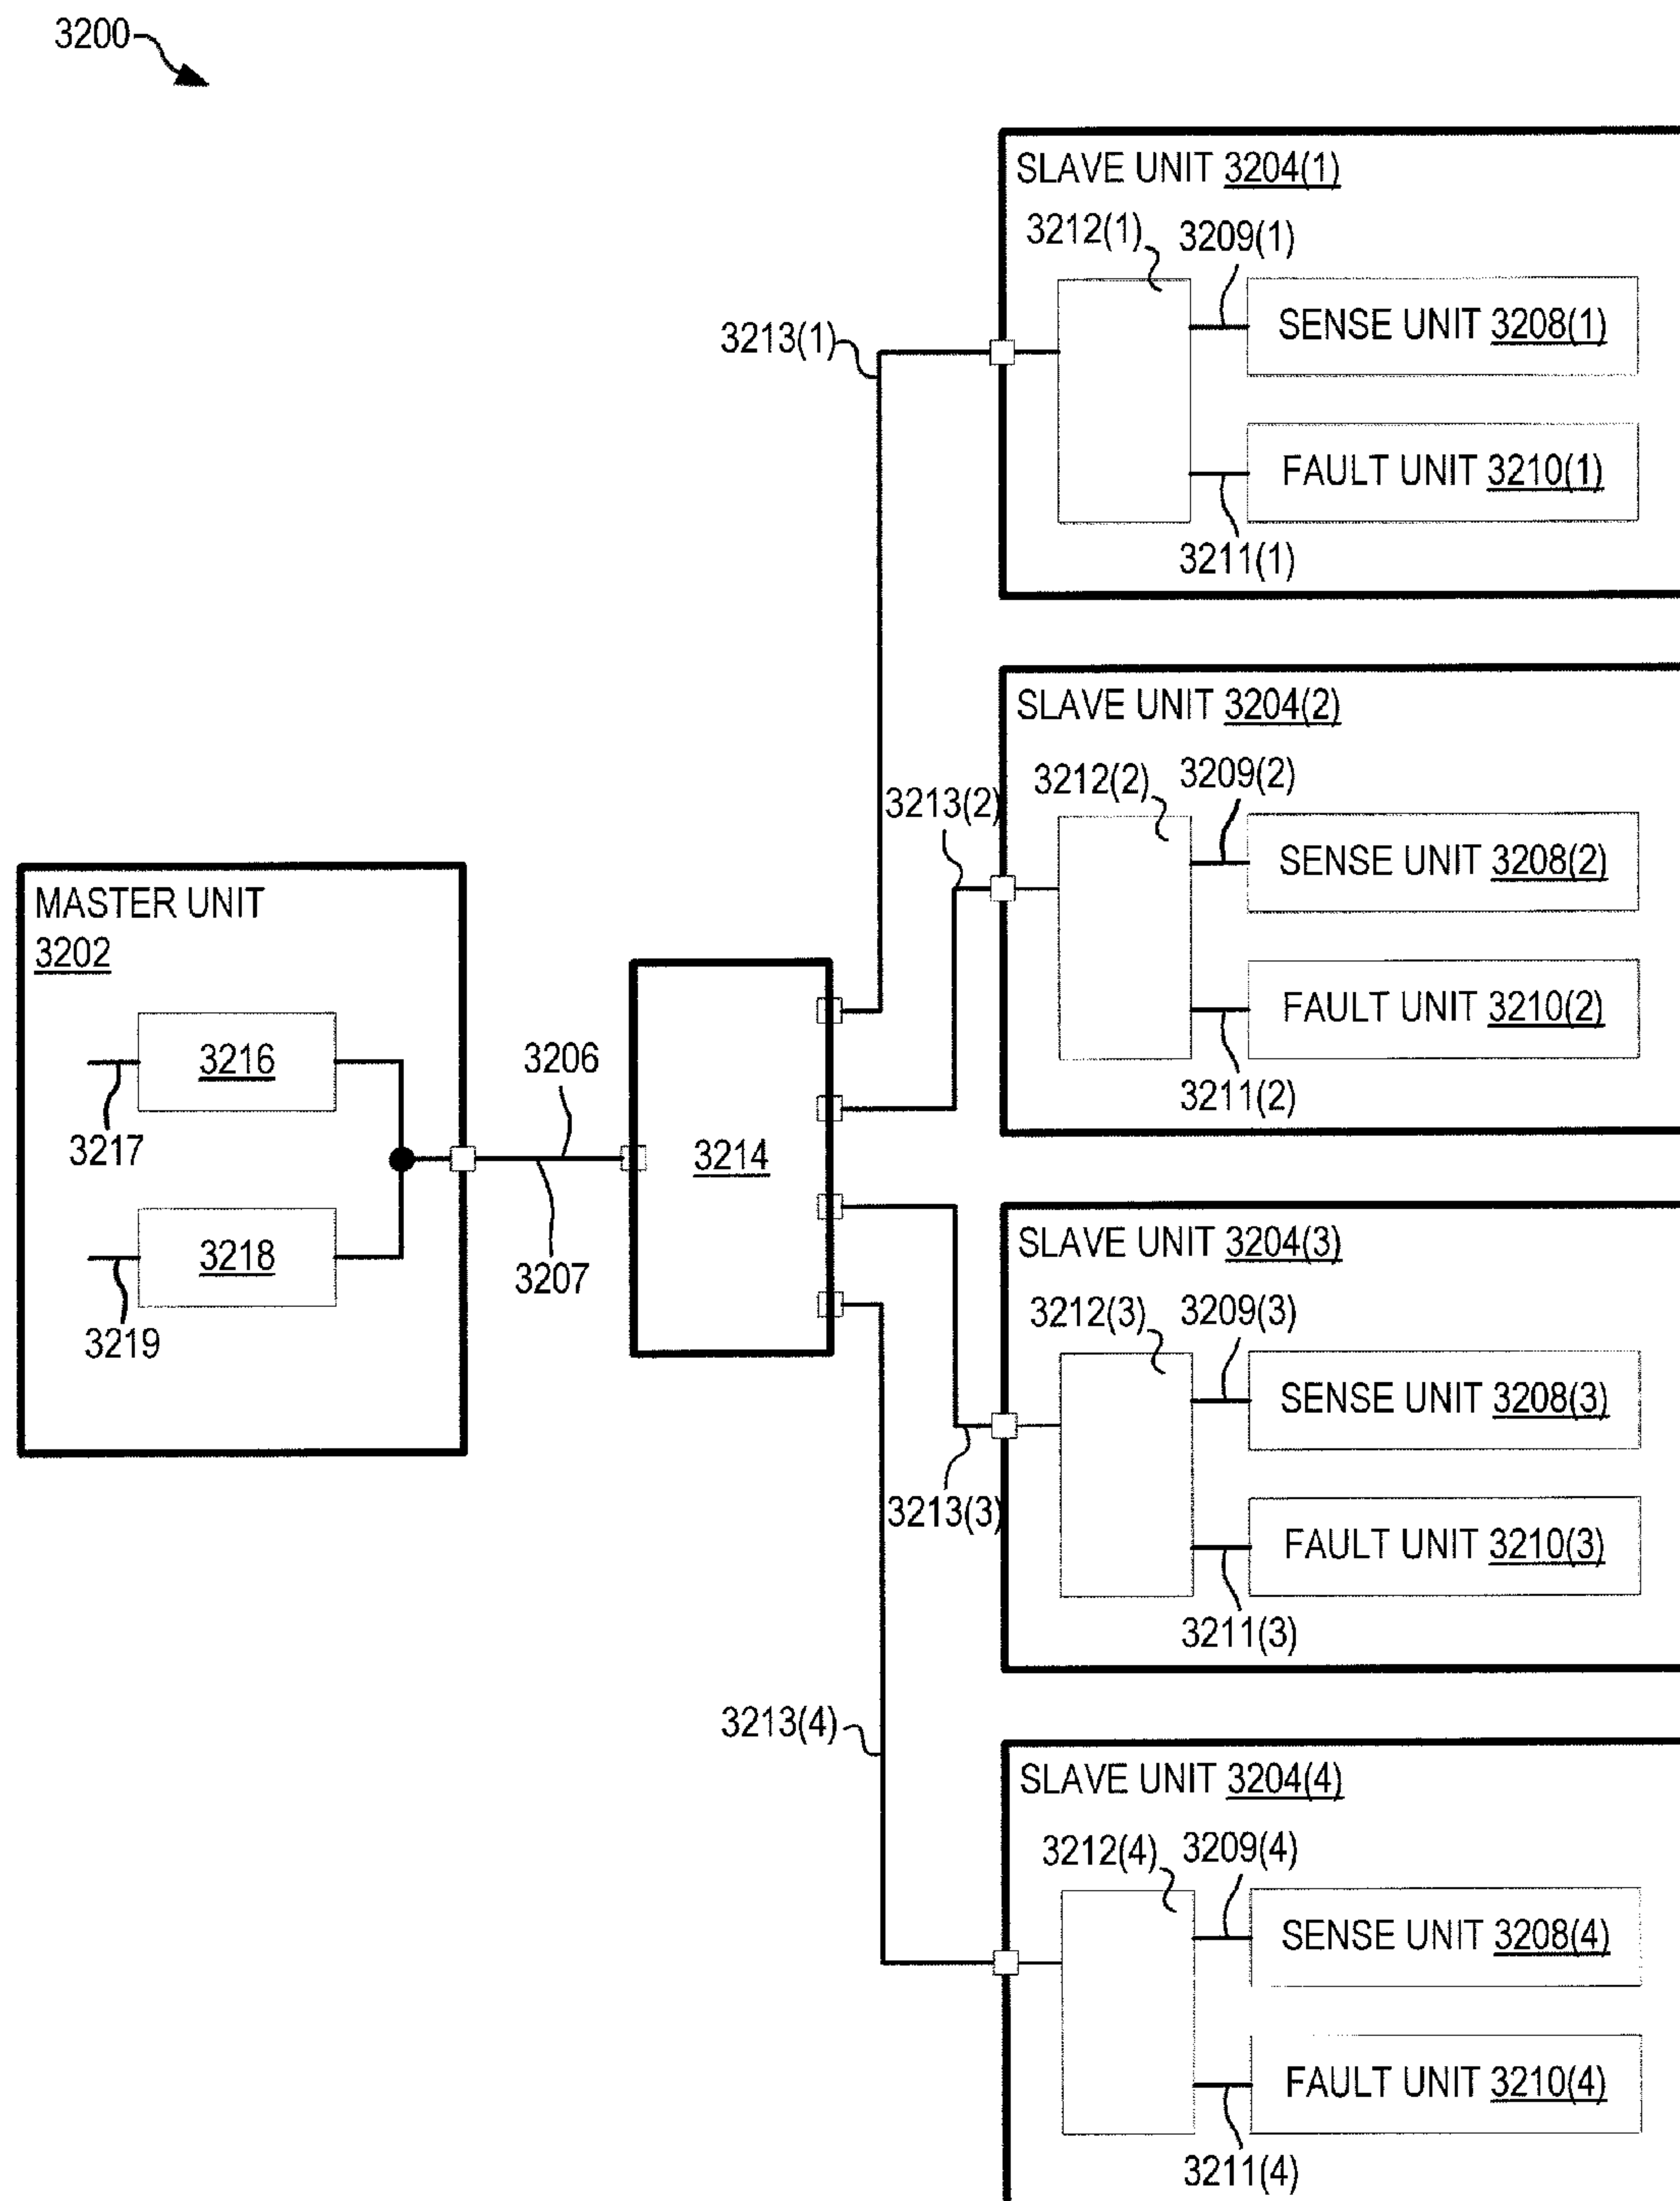 3200
SLAVE UNIT 3204(1)
3212(1)
3209(1)
3213(1)
SENSE UNIT 3208(1)
FAULT UNIT 3210(1)
3211(1)
SLAVE UNIT 3204(2)
3212(2)
3209(2)
3213(2)
SENSE UNIT 3208(2)
FAULT UNIT 3210(2)
3211(2)
MASTER UNIT
3202
3216
3217
3218
3219
3206
3207
3214
SLAVE UNIT 3204(3)
3212(3)
3209(3)
SENSE UNIT 3208(3)
3213(3)
FAULT UNIT 3210(3)
3211(3)
3213(4)
SLAVE UNIT 3204(4)
3212(4)
3209(4)
SENSE UNIT 3208(4)
FAULT UNIT 3210(4)
3211(4)